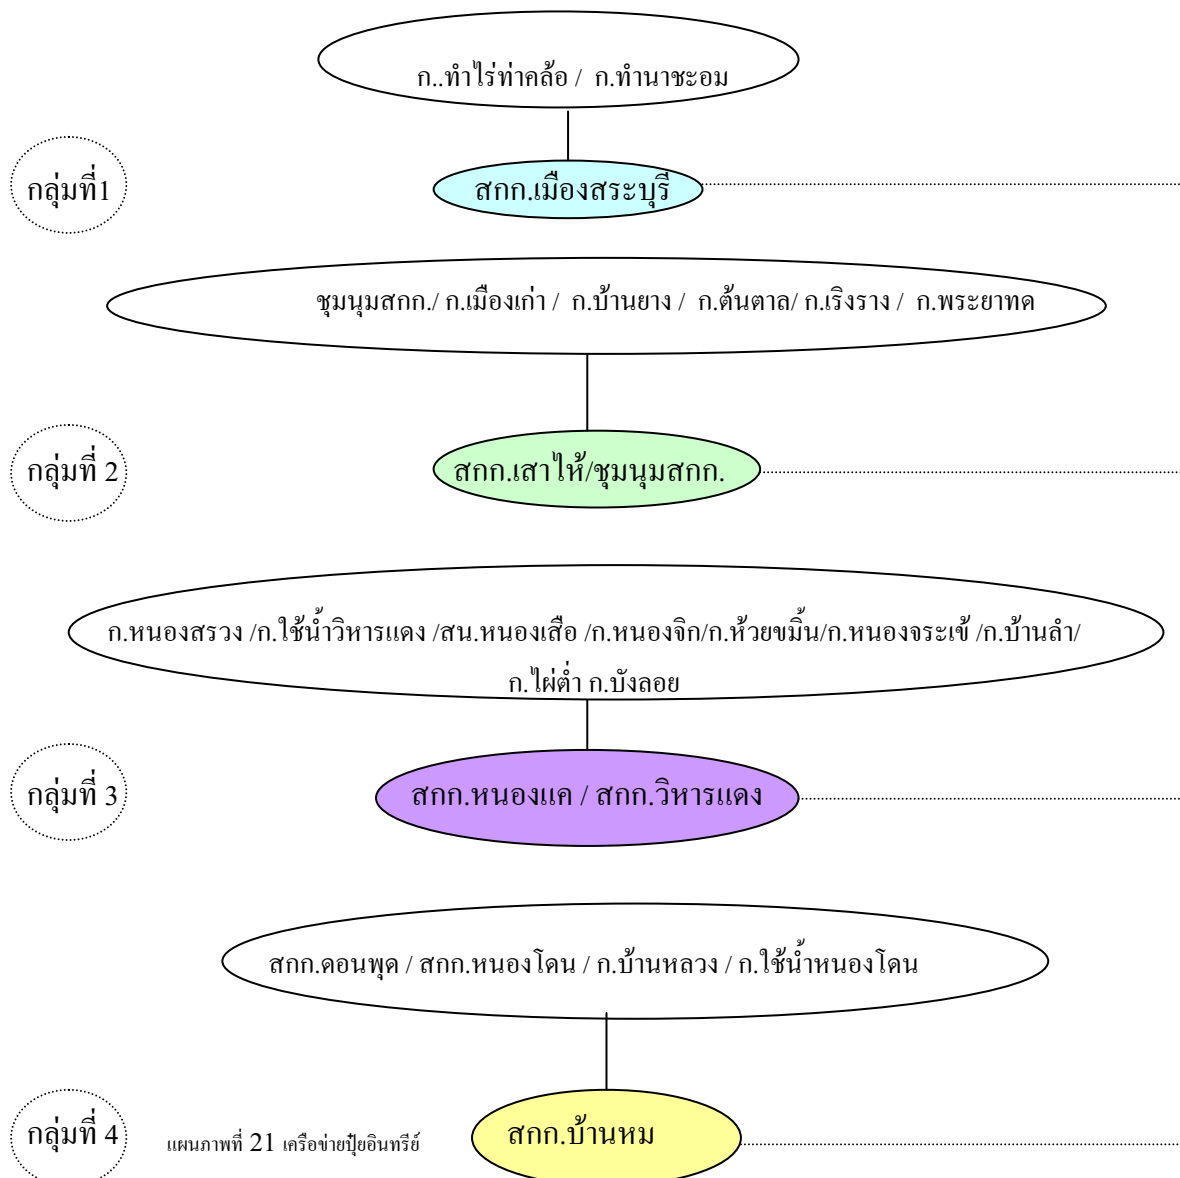 ก..ทำไร่ท่าคล้อ / ก.ทำนาชะอม
กลุ่มที่1
สกก.เมืองสระบุรี
ชุมนุมสกก./ ก.เมืองเก่า / ก.บ้านยาง / ก.ต้นตาล/ ก.เริงราง / ก.พระยาทด
กลุ่มที่ 2
สกก.เสาไห้/ชุมนุมสกก.
ก.หนองสรวง /ก.ใช้น้ำวิหารแดง /สน.หนองเสือ /ก.หนองจิก/ก.ห้วยขมิ้น/ก.หนองจระเข้ /ก.บ้านลำ/
ก.ไผ่ต่ำ ก.บังลอย
กลุ่มที่ 3
สกก.หนองแค / สกก.วิหารแดง
สกก.ดอนพุด / สกก.หนองโดน / ก.บ้านหลวง / ก.ใช้น้ำหนองโดน
กลุ่มที่ 4
แผนภาพที่ 21 เครือข่ายปุ๋ยอินทรีย์
สกก.บ้านหม